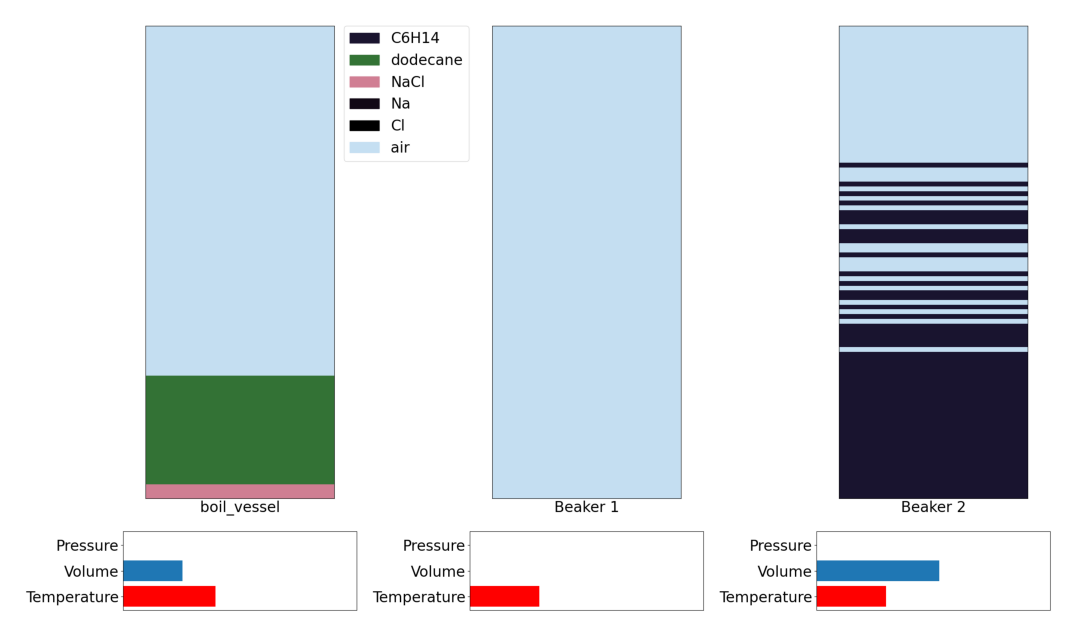 C6H14
dodecane
NaCl
Na
Cl
air
boil_vessel
Beaker 1
Beaker 2
Pressure
Volume
Temperature
Pressure
Volume
Temperature
Pressure
Volume
Temperature